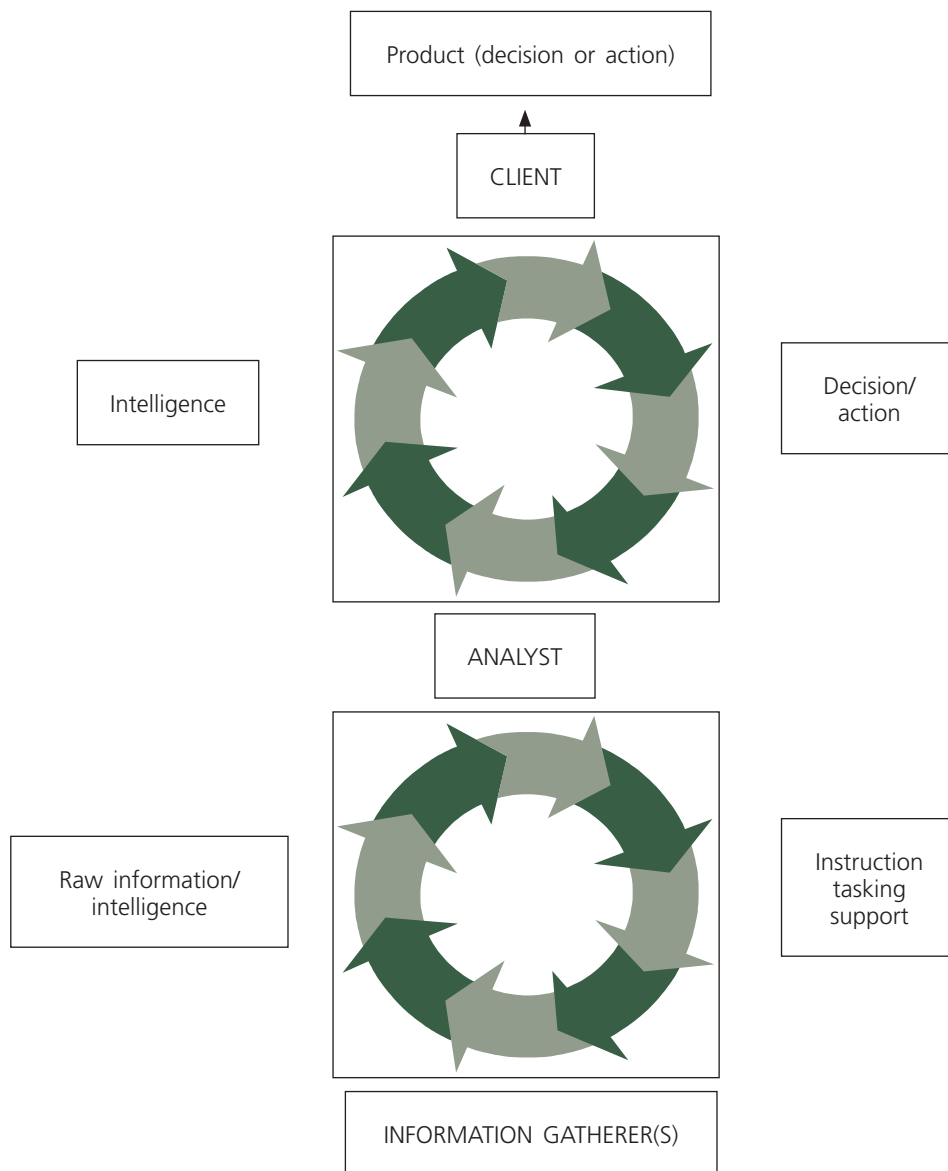 Product (decision or action)
CLIENT
Intelligence
Decision/
action
ANALYST
Raw information/
intelligence
Instruction
tasking
support
INFORMATION GATHERER(S)